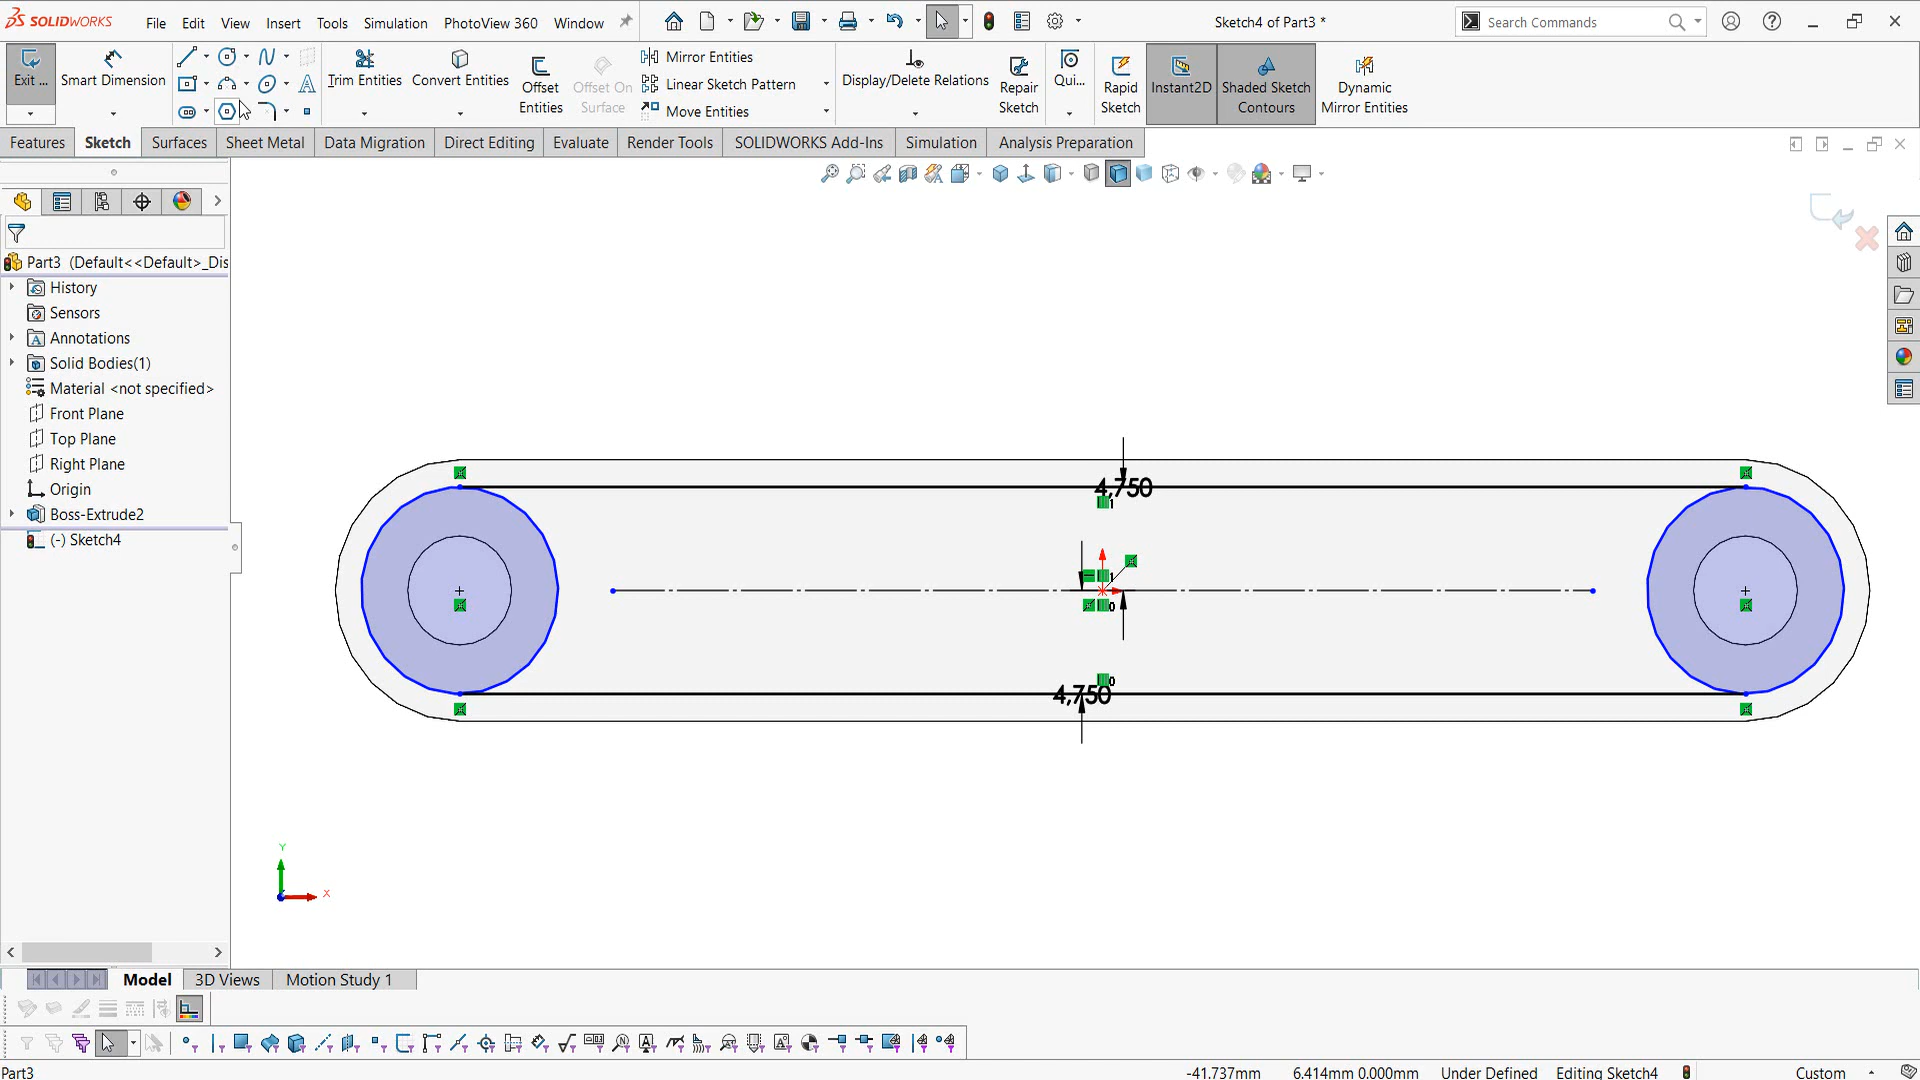 SOLIDWORKS File Edit View Insert Tools Simulation PhotoView 360 Window Sketch4 of Part3 * Search Commands
Exit ... Smart Dimension Trim Entities Convert Entities Offset Entities Offset On Surface Mirror Entities Linear Sketch Pattern Move Entities Display/Delete Relations Repair Sketch Qui... Rapid Sketch Instant2D Shaded Sketch Contours Dynamic Mirror Entities
Features Sketch Surfaces Sheet Metal Data Migration Direct Editing Evaluate Render Tools SOLIDWORKS Add-Ins Simulation Analysis Preparation
Part3 (Default<<Default>_Dis
History
Sensors
Annotations
Solid Bodies(1)
Material <not specified>
Front Plane
Top Plane
Right Plane
Origin
Boss-Extrude2
(-) Sketch4
4,750
1
1
0
0
4,750
Y
X
Model 3D Views Motion Study 1
Part3 -41.737mm 6.414mm 0.000mm Under Defined Editing Sketch4 Custom